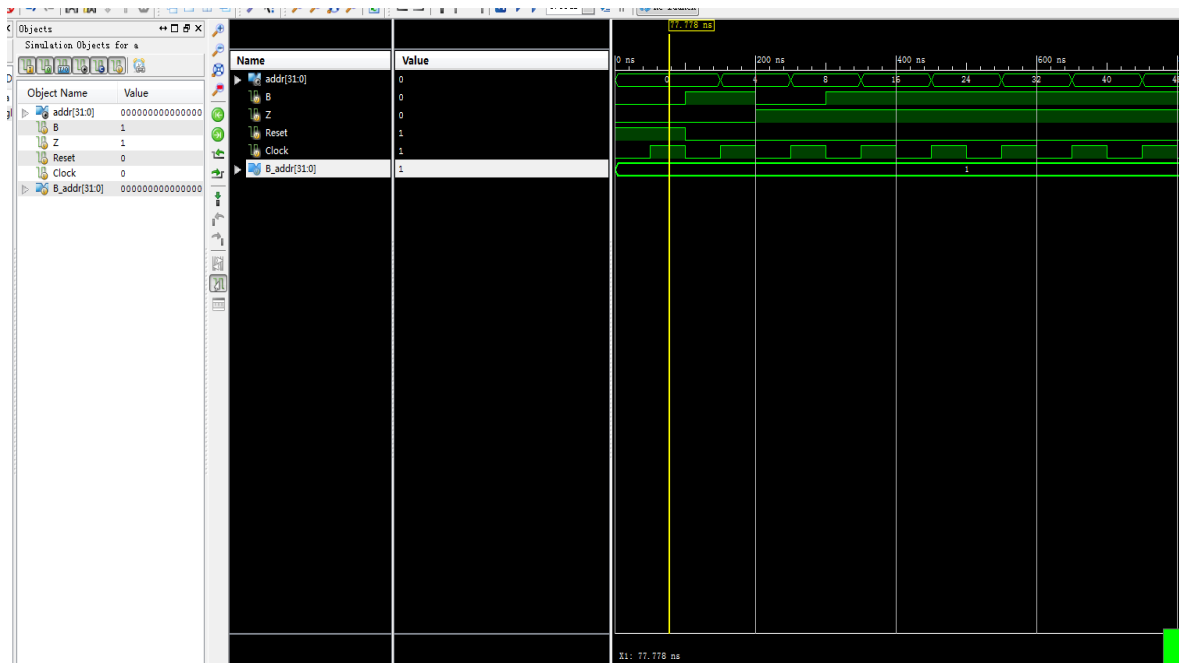 Objects
Simulation Objects for a
Object Name Value
addr[31:0] 00000000000000
B 1
Z 1
Reset 0
Clock 0
B_addr[31:0] 00000000000000
Name Value
addr[31:0] 0
B 0
Z 0
Reset 1
Clock 1
B_addr[31:0] 1
77.778 ns
0 ns 200 ns 400 ns 600 ns
0 4 8 16 24 32 40 48
1
X1: 77.778 ns